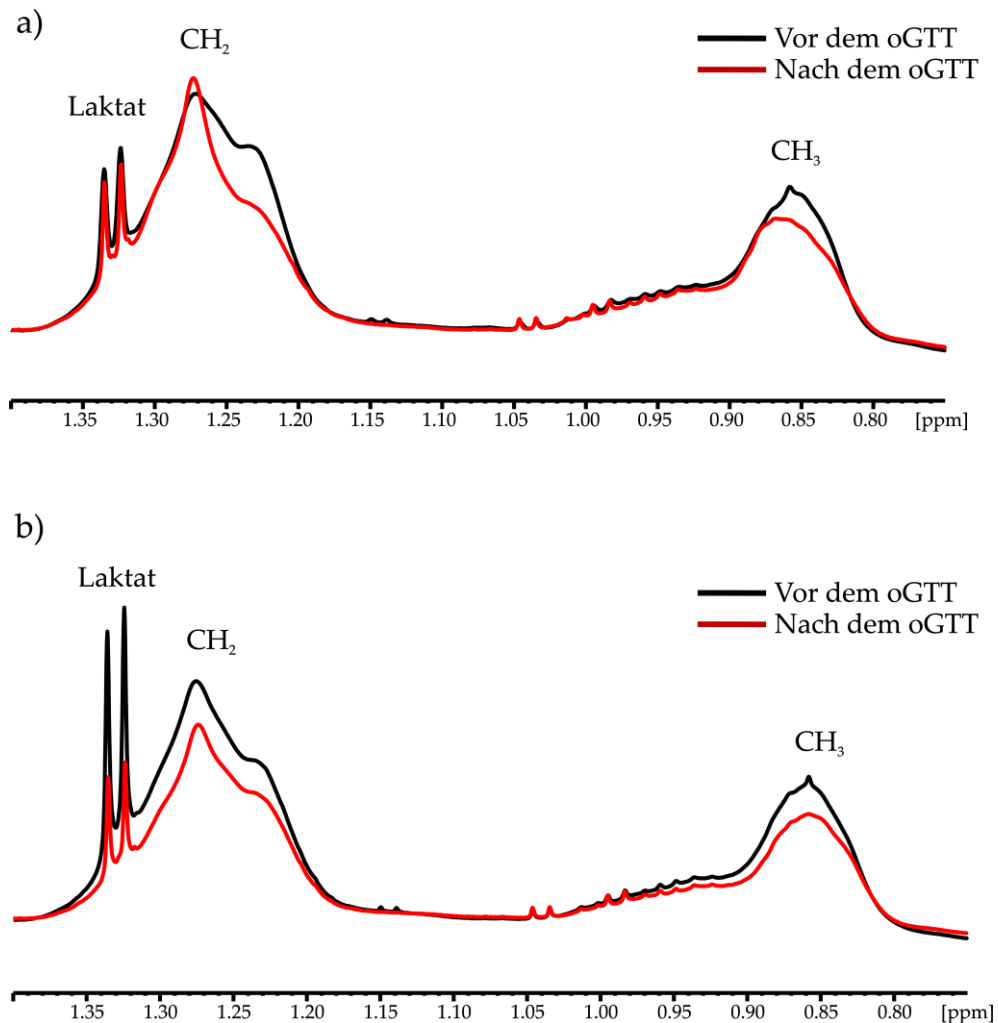 a)
CH₂
Vor dem oGTT
Nach dem oGTT
Laktat
CH₃
1.35 1.30 1.25 1.20 1.15 1.10 1.05 1.00 0.95 0.90 0.85 0.80 [ppm]
b)
Laktat
Vor dem oGTT
Nach dem oGTT
CH₂
CH₃
1.35 1.30 1.25 1.20 1.15 1.10 1.05 1.00 0.95 0.90 0.85 0.80 [ppm]